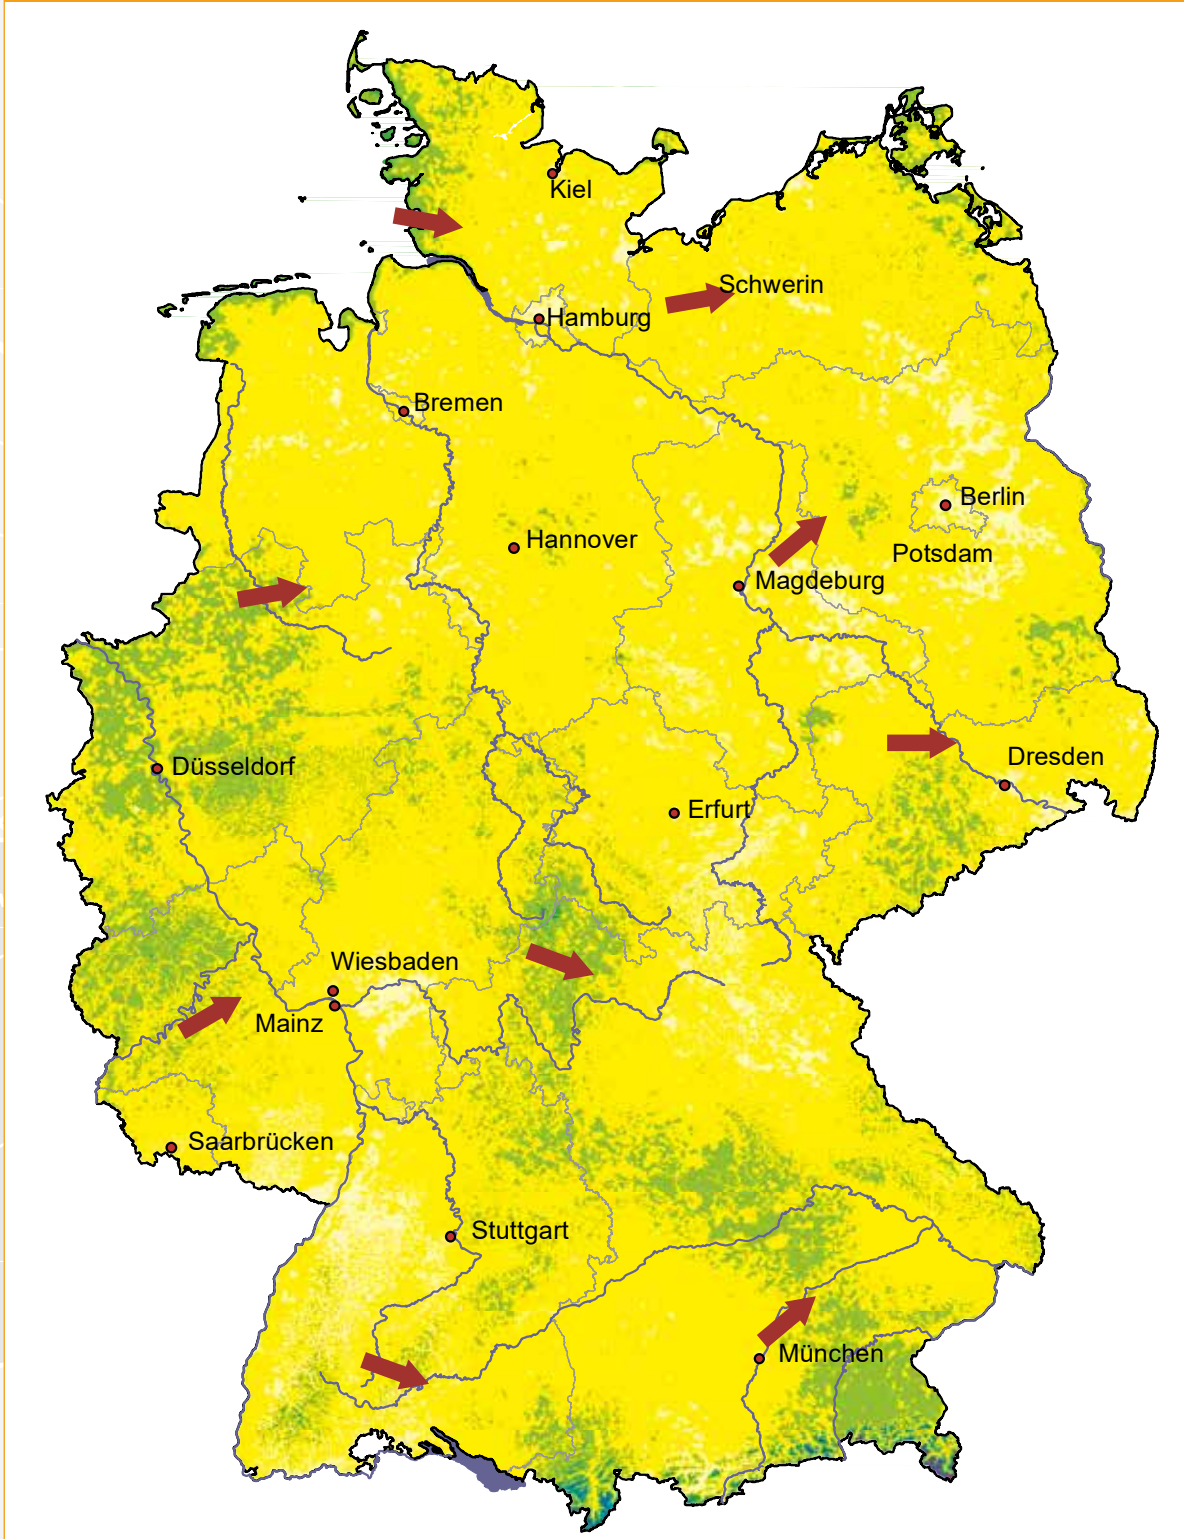 Kiel
Schwerin
Hamburg
Bremen
Berlin
Hannover
Potsdam
Magdeburg
Dresden
Düsseldorf
Erfurt
Wiesbaden
Mainz
Saarbrücken
Stuttgart
München